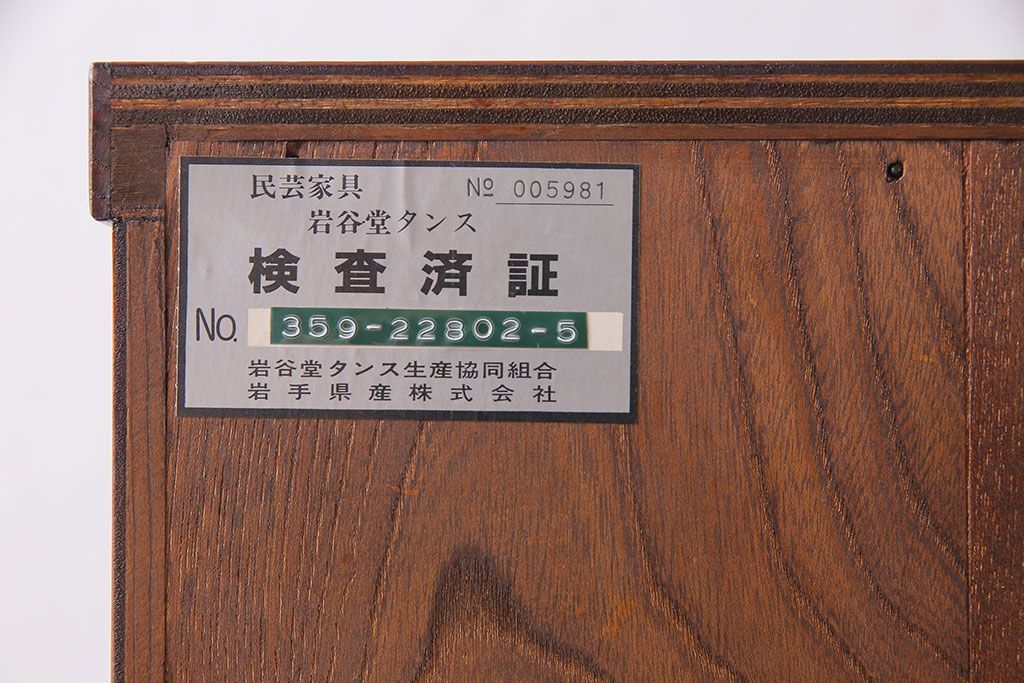 民芸家具 № 005981
岩谷堂タンス
検査済証
No. 359-22802-5
岩谷堂タンス生産協同組合
岩手県産株式会社